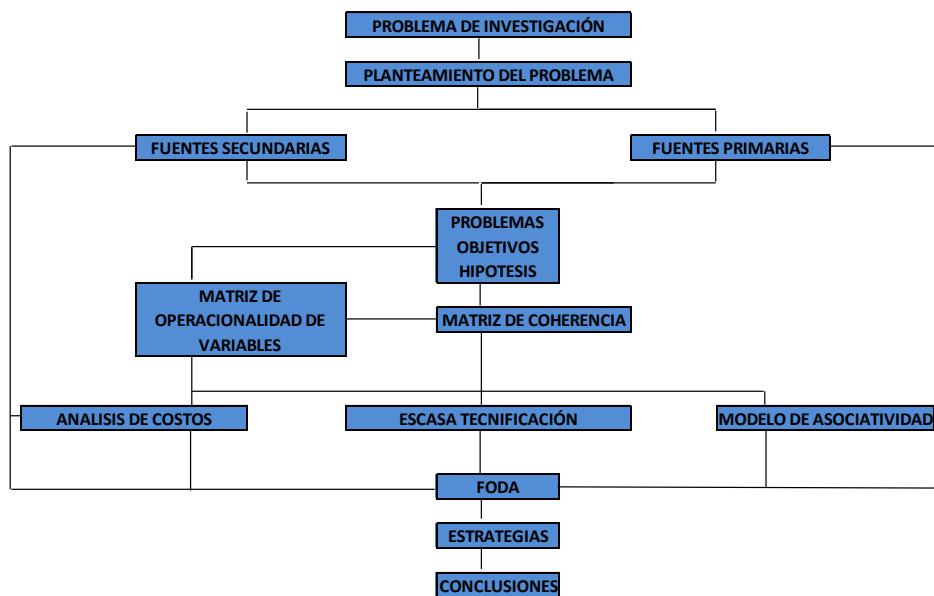 PROBLEMA DE INVESTIGACIÓN
PLANTEAMIENTO DEL PROBLEMA
FUENTES SECUNDARIAS
FUENTES PRIMARIAS
PROBLEMAS
OBJETIVOS
HIPOTESIS
MATRIZ DE
OPERACIONALIDAD DE
VARIABLES
MATRIZ DE COHERENCIA
ANALISIS DE COSTOS
ESCASA TECNIFICACIÓN
MODELO DE ASOCIATIVIDAD
FODA
ESTRATEGIAS
CONCLUSIONES